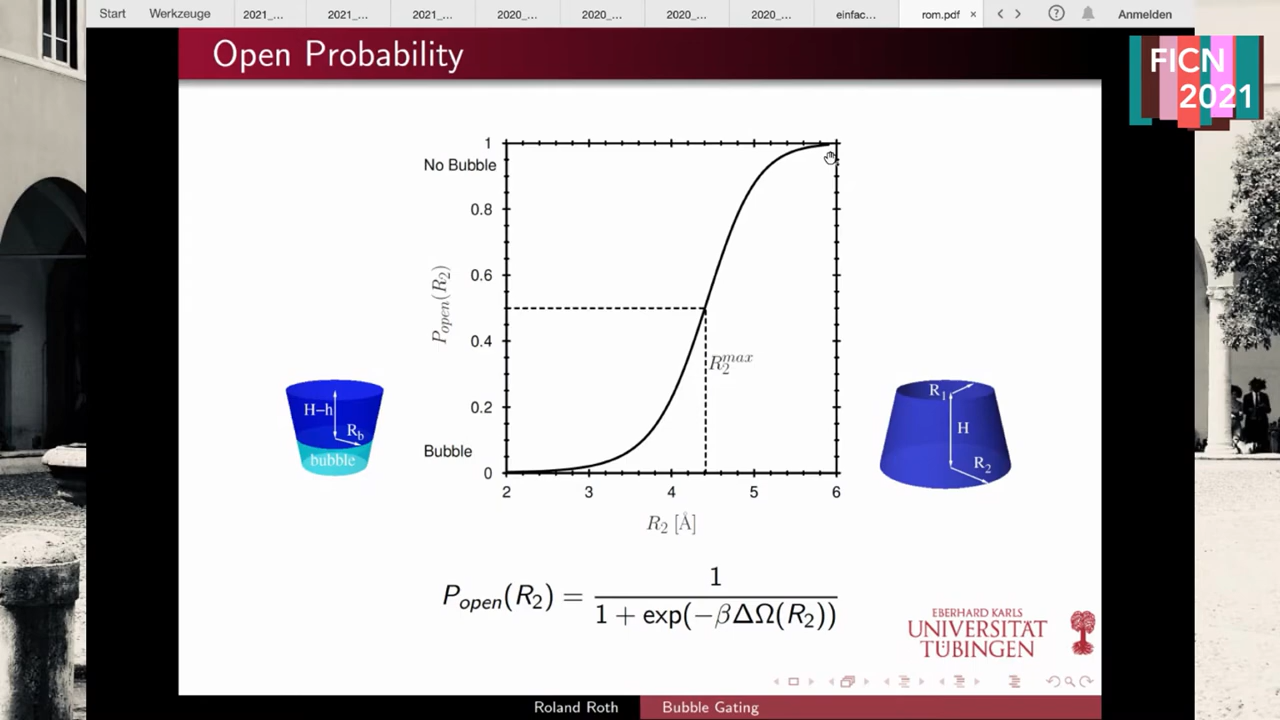 Start Werkzeuge 2021_... 2021_... 2021_... 2020_... 2020_... 2020_... 2020_... einfac... rom.pdf × Anmelden
Open Probability
FICN
2021
1
No Bubble
0.8
0.6
P_open(R_2)
0.4
R_2^max
0.2
Bubble
0
2 3 4 5 6
R_2 [Å]
H–h
R_b
bubble
R_1
H
R_2
P_open(R_2) = 1 / (1 + exp(−βΔΩ(R_2)))
EBERHARD KARLS
UNIVERSITÄT
TÜBINGEN
Roland Roth Bubble Gating